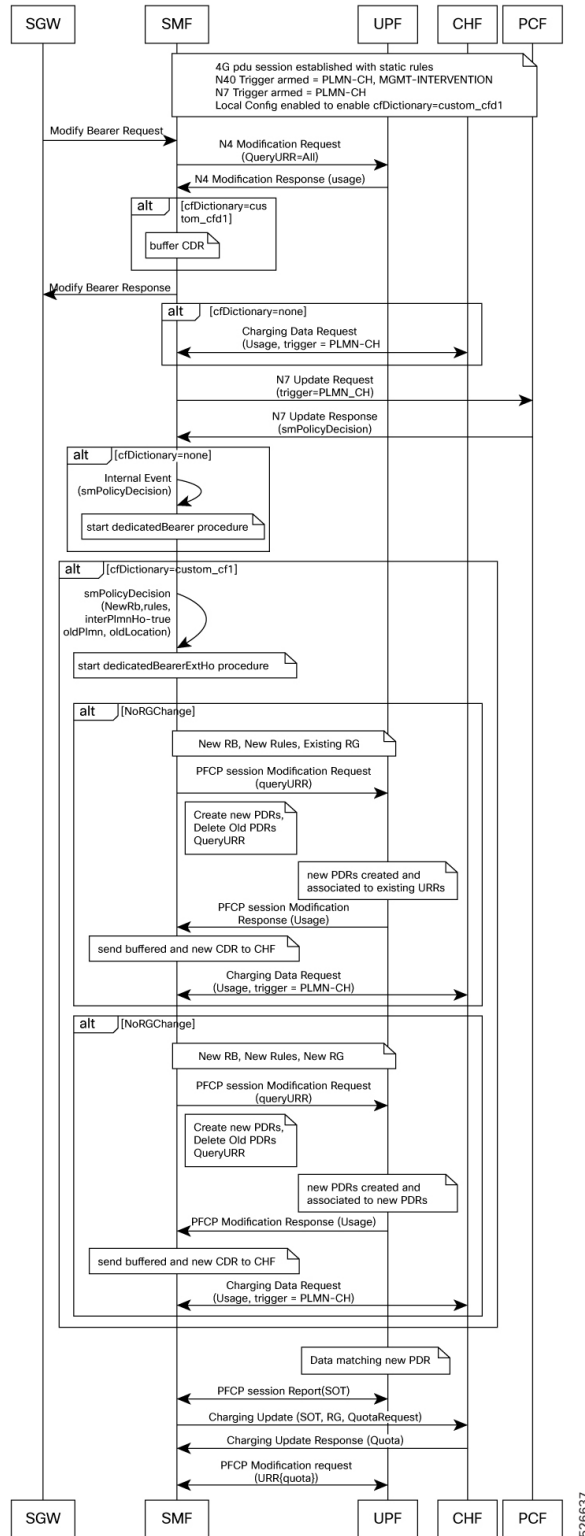 SGW
SMF
UPF
CHF
PCF
4G pdu session established with static rules
N40 Trigger armed = PLMN-CH, MGMT-INTERVENTION
N7 Trigger armed = PLMN-CH
Local Config enabled to enable cfDictionary=custom_cfd1
Modify Bearer Request
N4 Modification Request
(QueryURR=All)
N4 Modification Response (usage)
alt
[cfDictionary=cus
tom_cfd1]
buffer CDR
Modify Bearer Response
alt
[cfDictionary=none]
Charging Data Request
(Usage, trigger = PLMN-CH
N7 Update Request
(trigger=PLMN_CH)
N7 Update Response
(smPolicyDecision)
alt
[cfDictionary=none]
Internal Event
(smPolicyDecision)
start dedicatedBearer procedure
alt
[cfDictionary=custom_cf1]
smPolicyDecision
(NewRb,rules,
interPlmnHo-true
oldPlmn, oldLocation)
start dedicatedBearerExtHo procedure
alt
[NoRGChange]
New RB, New Rules, Existing RG
PFCP session Modification Request
(queryURR)
Create new PDRs,
Delete Old PDRs
QueryURR
new PDRs created and
associated to existing URRs
PFCP session Modification
Response (Usage)
send buffered and new CDR to CHF
Charging Data Request
(Usage, trigger = PLMN-CH)
alt
[NoRGChange]
New RB, New Rules, New RG
PFCP session Modification Request
(queryURR)
Create new PDRs,
Delete Old PDRs
QueryURR
new PDRs created and
associated to new PDRs
PFCP Modification Response (Usage)
send buffered and new CDR to CHF
Charging Data Request
(Usage, trigger = PLMN-CH)
Data matching new PDR
PFCP session Report(SOT)
Charging Update (SOT, RG, QuotaRequest)
Charging Update Response (Quota)
PFCP Modification request
(URR{quota})
SGW
SMF
UPF
CHF
PCF
526637